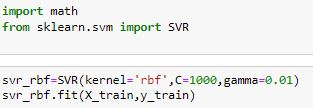 import math
from sklearn.svm import SVR
svr_rbf=SVR(kernel='rbf',C=1000,gamma=0.01)
svr_rbf.fit(X_train,y_train)